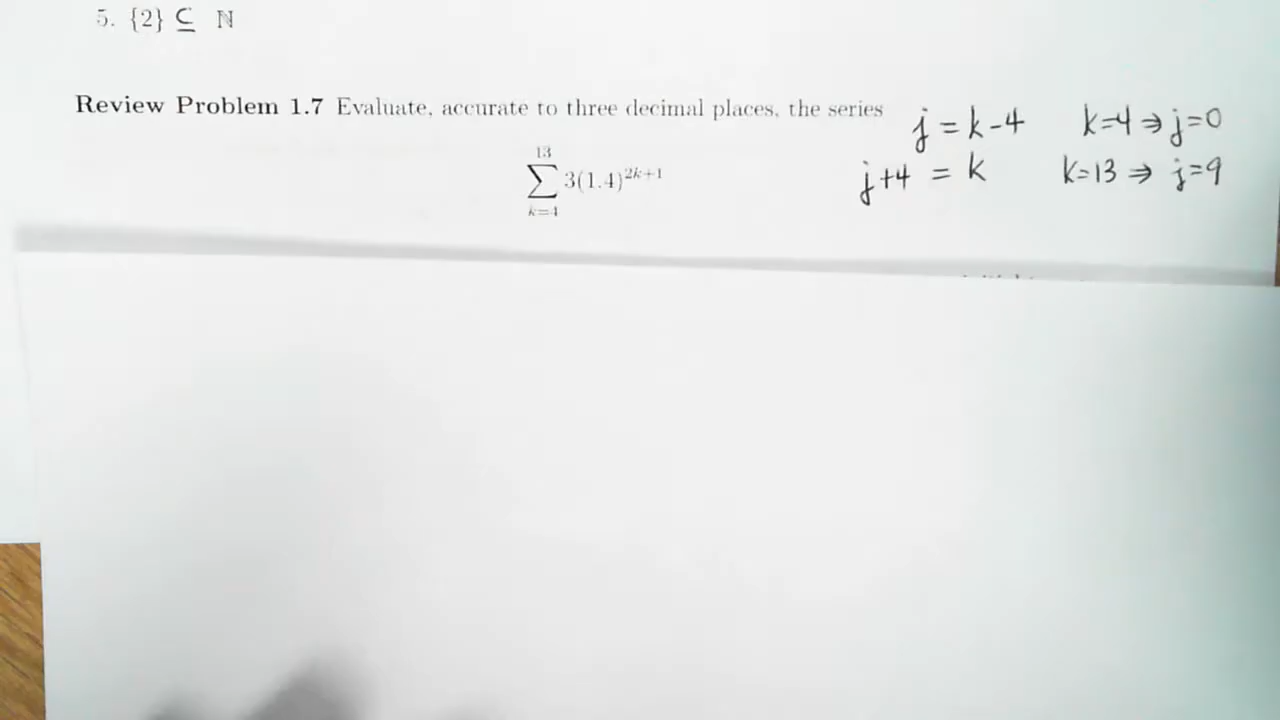 5. {2} ⊆ ℕ
Review Problem 1.7 Evaluate, accurate to three decimal places, the series
13
∑ 3(1.4)^{2k+1}
k=4
j = k-4 k=4 ⇒ j=0
j+4 = k k=13 ⇒ j=9